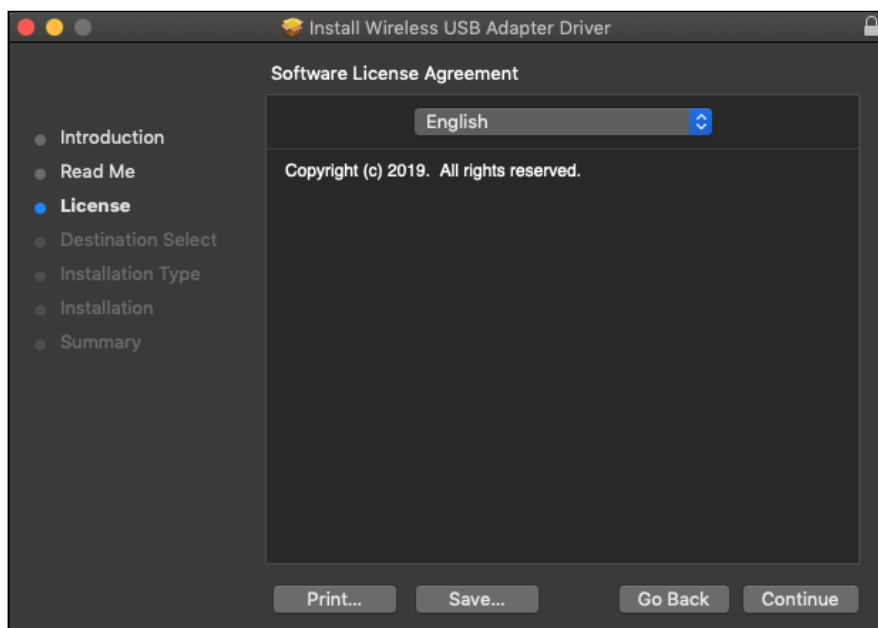 Install Wireless USB Adapter Driver
Software License Agreement
Introduction
Read Me
License
Destination Select
Installation Type
Installation
Summary
English
Copyright (c) 2019.  All rights reserved.
Print...
Save...
Go Back
Continue